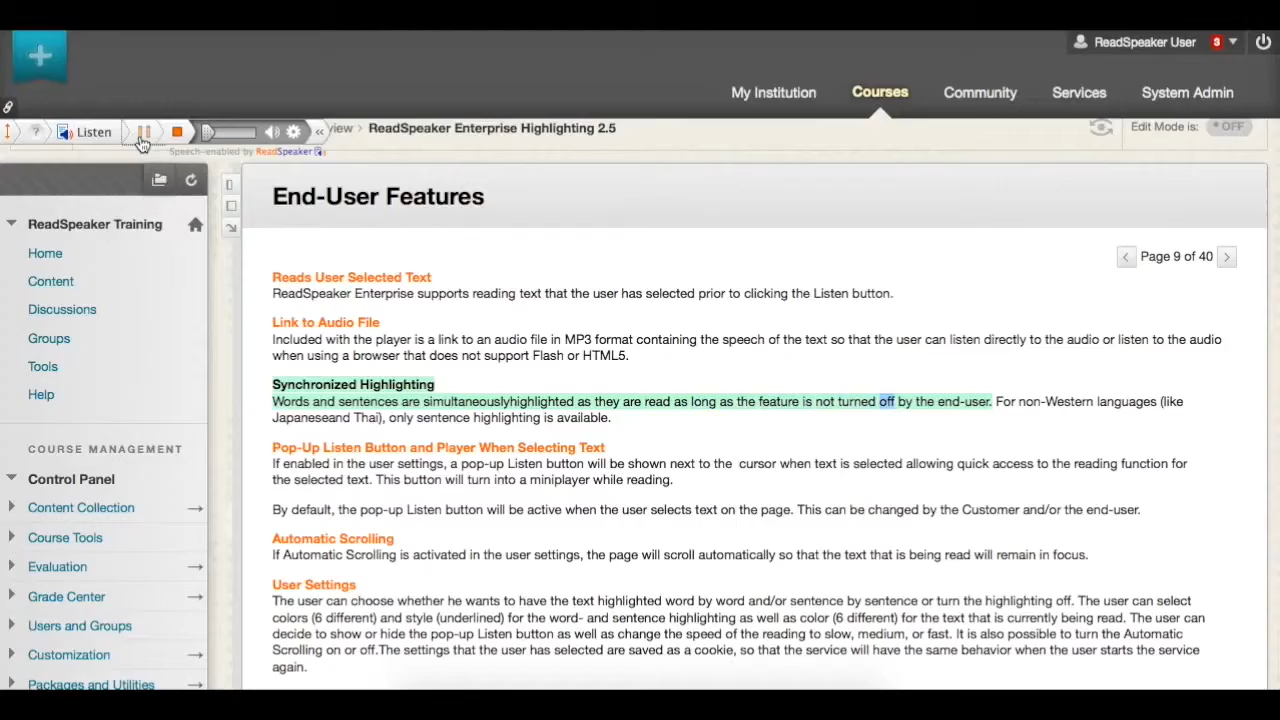 ReadSpeaker User 3
My Institution Courses Community Services System Admin
? Listen « view › ReadSpeaker Enterprise Highlighting 2.5 Edit Mode is: • OFF
Speech-enabled by ReadSpeaker
End-User Features
ReadSpeaker Training
Home
Content
Discussions
Groups
Tools
Help
COURSE MANAGEMENT
Control Panel
Content Collection
Course Tools
Evaluation
Grade Center
Users and Groups
Customization
Packages and Utilities
Page 9 of 40
Reads User Selected Text
ReadSpeaker Enterprise supports reading text that the user has selected prior to clicking the Listen button.
Link to Audio File
Included with the player is a link to an audio file in MP3 format containing the speech of the text so that the user can listen directly to the audio or listen to the audio
when using a browser that does not support Flash or HTML5.
Synchronized Highlighting
Words and sentences are simultaneouslyhighlighted as they are read as long as the feature is not turned off by the end-user. For non-Western languages (like
Japaneseand Thai), only sentence highlighting is available.
Pop-Up Listen Button and Player When Selecting Text
If enabled in the user settings, a pop-up Listen button will be shown next to the cursor when text is selected allowing quick access to the reading function for
the selected text. This button will turn into a miniplayer while reading.
By default, the pop-up Listen button will be active when the user selects text on the page. This can be changed by the Customer and/or the end-user.
Automatic Scrolling
If Automatic Scrolling is activated in the user settings, the page will scroll automatically so that the text that is being read will remain in focus.
User Settings
The user can choose whether he wants to have the text highlighted word by word and/or sentence by sentence or turn the highlighting off. The user can select
colors (6 different) and style (underlined) for the word- and sentence highlighting as well as color (6 different) for the text that is currently being read. The user can
decide to show or hide the pop-up Listen button as well as change the speed of the reading to slow, medium, or fast. It is also possible to turn the Automatic
Scrolling on or off.The settings that the user has selected are saved as a cookie, so that the service will have the same behavior when the user starts the service
again.